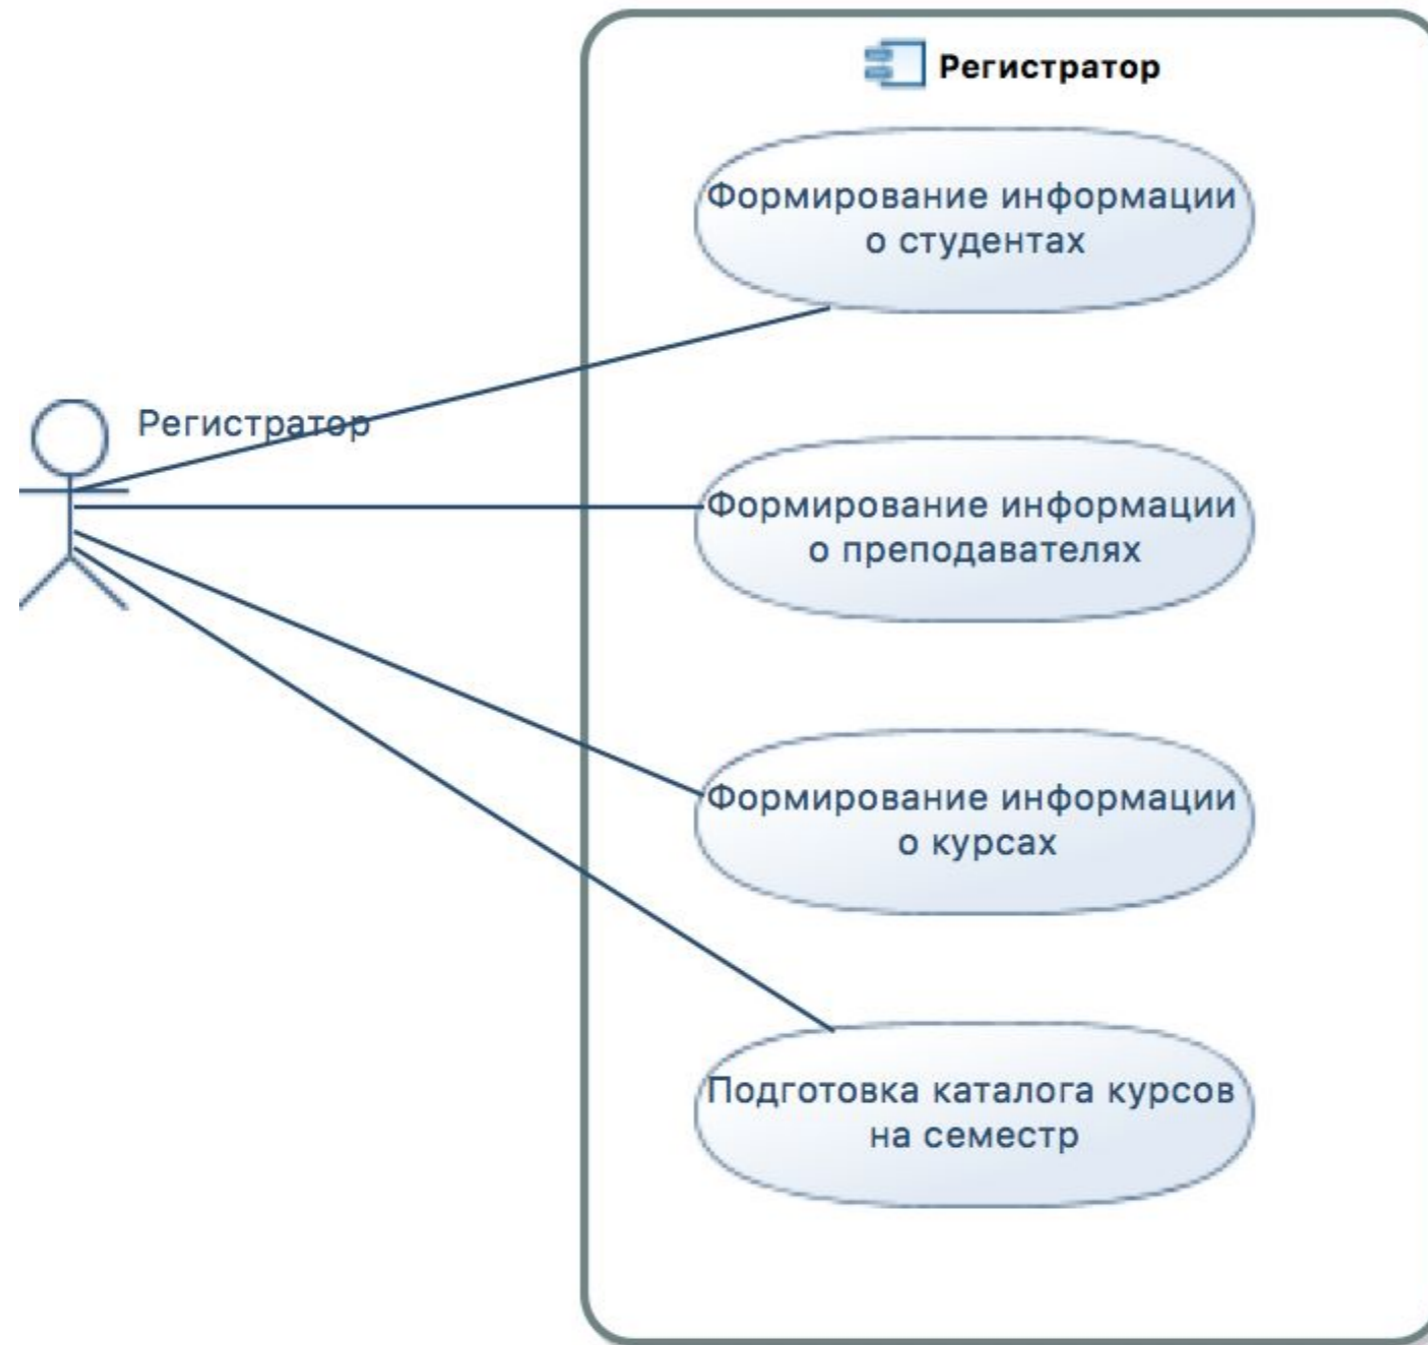 Регистратор
Формирование информации
о студентах
Регистратор
Формирование информации
о преподавателях
Формирование информации
о курсах
Подготовка каталога курсов
на семестр